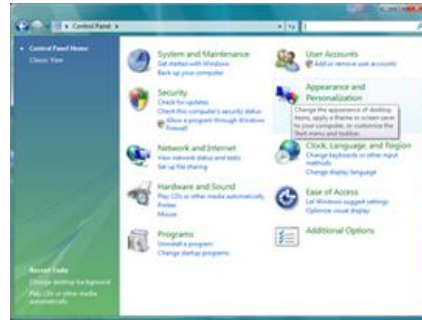 Control Panel
Control Panel Home
Classic View
System and Maintenance
Get started with Windows
Back up your computer
Security
Check for updates
Check this computer's security status
Allow a program through Windows
Firewall
Network and Internet
View network status and tasks
Set up file sharing
Hardware and Sound
Play CDs or other media automatically
Printer
Mouse
Programs
Uninstall a program
Change startup programs
User Accounts
Add or remove user accounts
Appearance and
Personalization
Change the appearance of desktop
items, apply a theme or screen saver
to your computer, or customize the
Start menu and taskbar.
Clock, Language, and Region
Change keyboards or other input
methods
Change display language
Ease of Access
Let Windows suggest settings
Optimize visual display
Additional Options
Recent Tasks
Change desktop background
Play CDs or other media
automatically